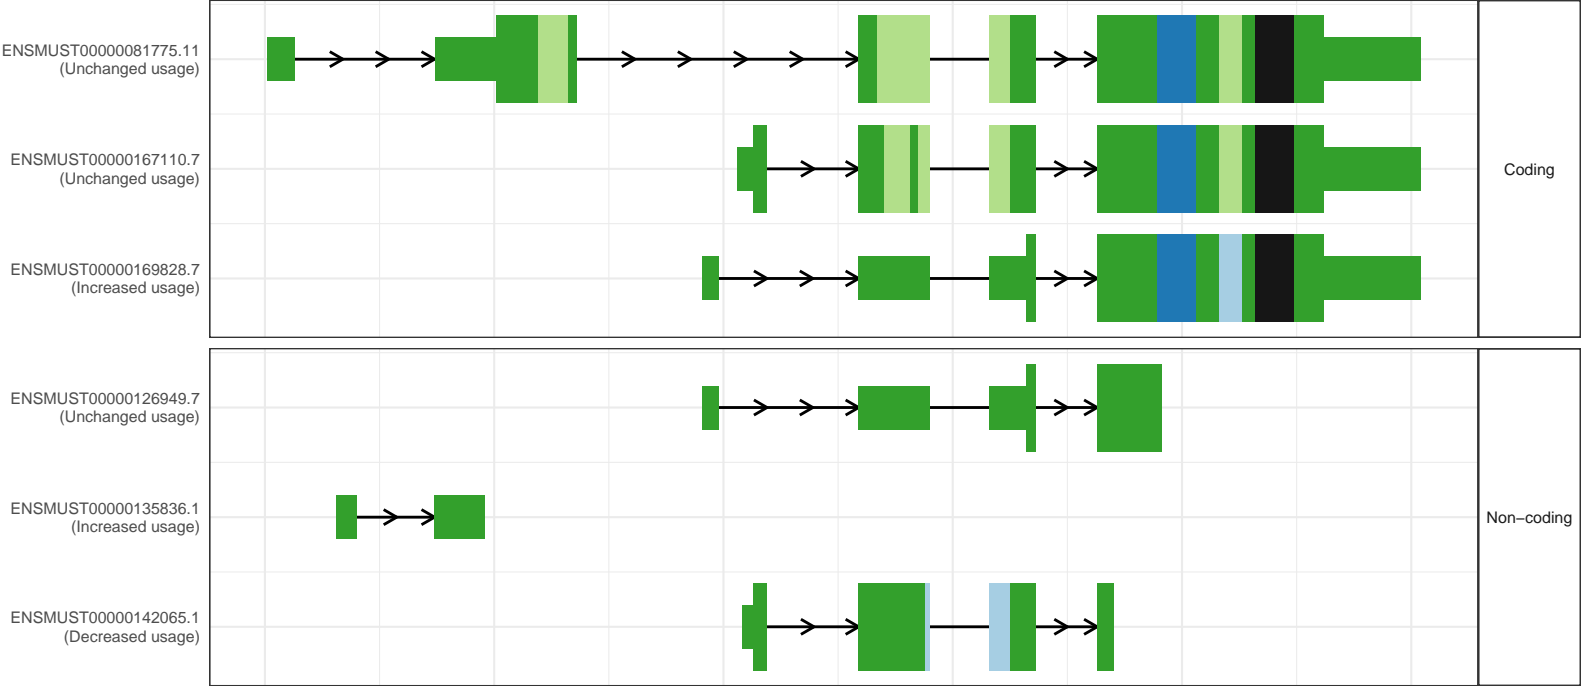 ENSMUST00000081775.11
(Unchanged usage)
ENSMUST00000167110.7
(Unchanged usage)
ENSMUST00000169828.7
(Increased usage)
Coding
ENSMUST00000126949.7
(Unchanged usage)
ENSMUST00000135836.1
(Increased usage)
ENSMUST00000142065.1
(Decreased usage)
Non−coding